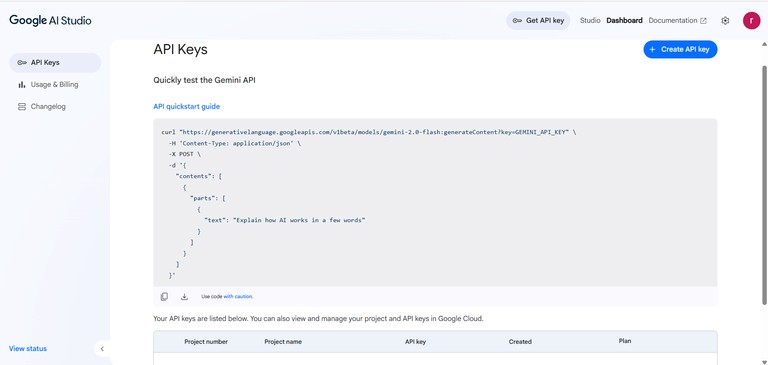 Google AI Studio
Get API key
Studio
Dashboard
Documentation
r
API Keys
Usage & Billing
Changelog
View status
API Keys
Create API key
Quickly test the Gemini API
API quickstart guide
curl "https://generativelanguage.googleapis.com/v1beta/models/gemini-2.0-flash:generateContent?key=GEMINI_API_KEY" \
-H 'Content-Type: application/json' \
-X POST \
-d '{
"contents": [
{
"parts": [
{
"text": "Explain how AI works in a few words"
}
]
}
]
}'
Use code with caution.
Your API keys are listed below. You can also view and manage your project and API keys in Google Cloud.
Project number Project name API key Created Plan